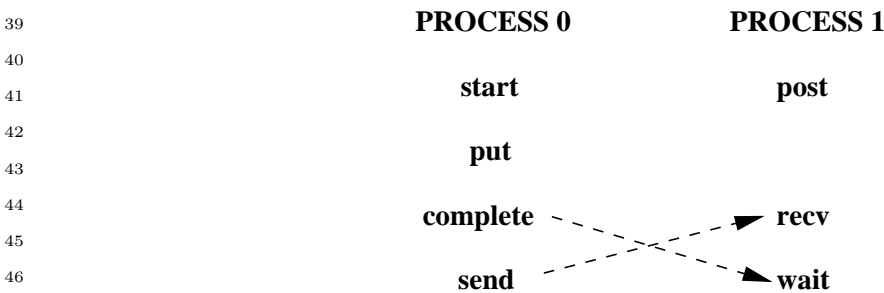 39 PROCESS 0 PROCESS 1
40
41 start post
42
43 put
44 complete recv
45
46 send wait